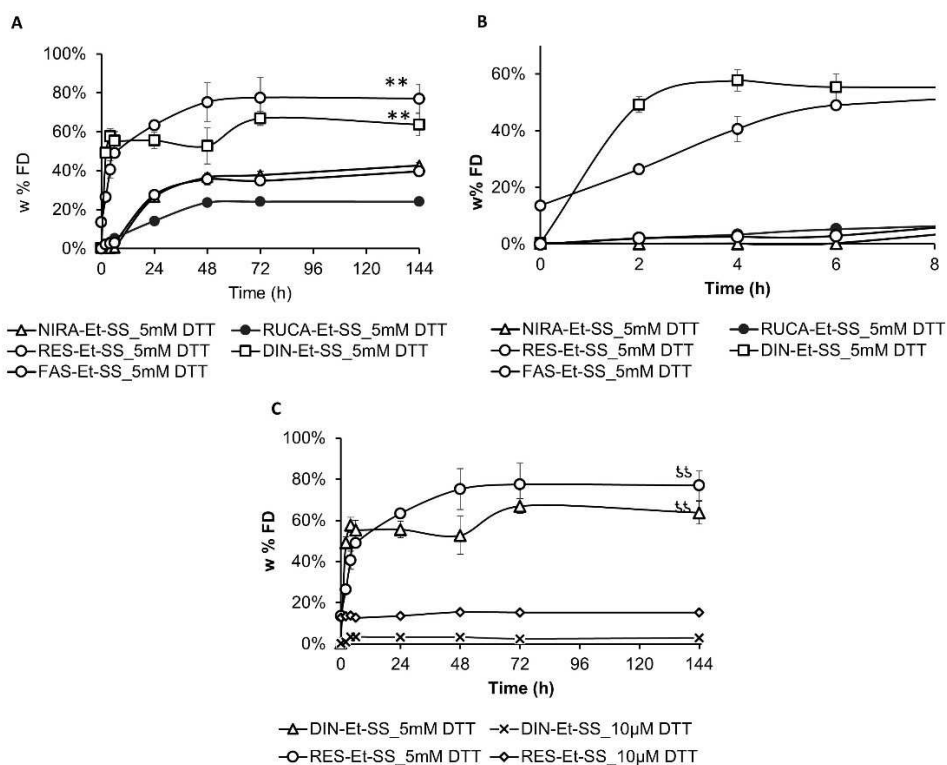 A
100%
80%
60%
40%
20%
0%
w % FD
**
**
0 24 48 72 96 120 144
Time (h)
NIRA-Et-SS_5mM DTT
RUCA-Et-SS_5mM DTT
RES-Et-SS_5mM DTT
DIN-Et-SS_5mM DTT
FAS-Et-SS_5mM DTT
B
60%
40%
20%
0%
w% FD
0 2 4 6 8
Time (h)
NIRA-Et-SS_5mM DTT
RUCA-Et-SS_5mM DTT
RES-Et-SS_5mM DTT
DIN-Et-SS_5mM DTT
FAS-Et-SS_5mM DTT
C
100%
80%
60%
40%
20%
0%
w % FD
0 24 48 72 96 120 144
Time (h)
DIN-Et-SS_5mM DTT
DIN-Et-SS_10µM DTT
RES-Et-SS_5mM DTT
RES-Et-SS_10µM DTT